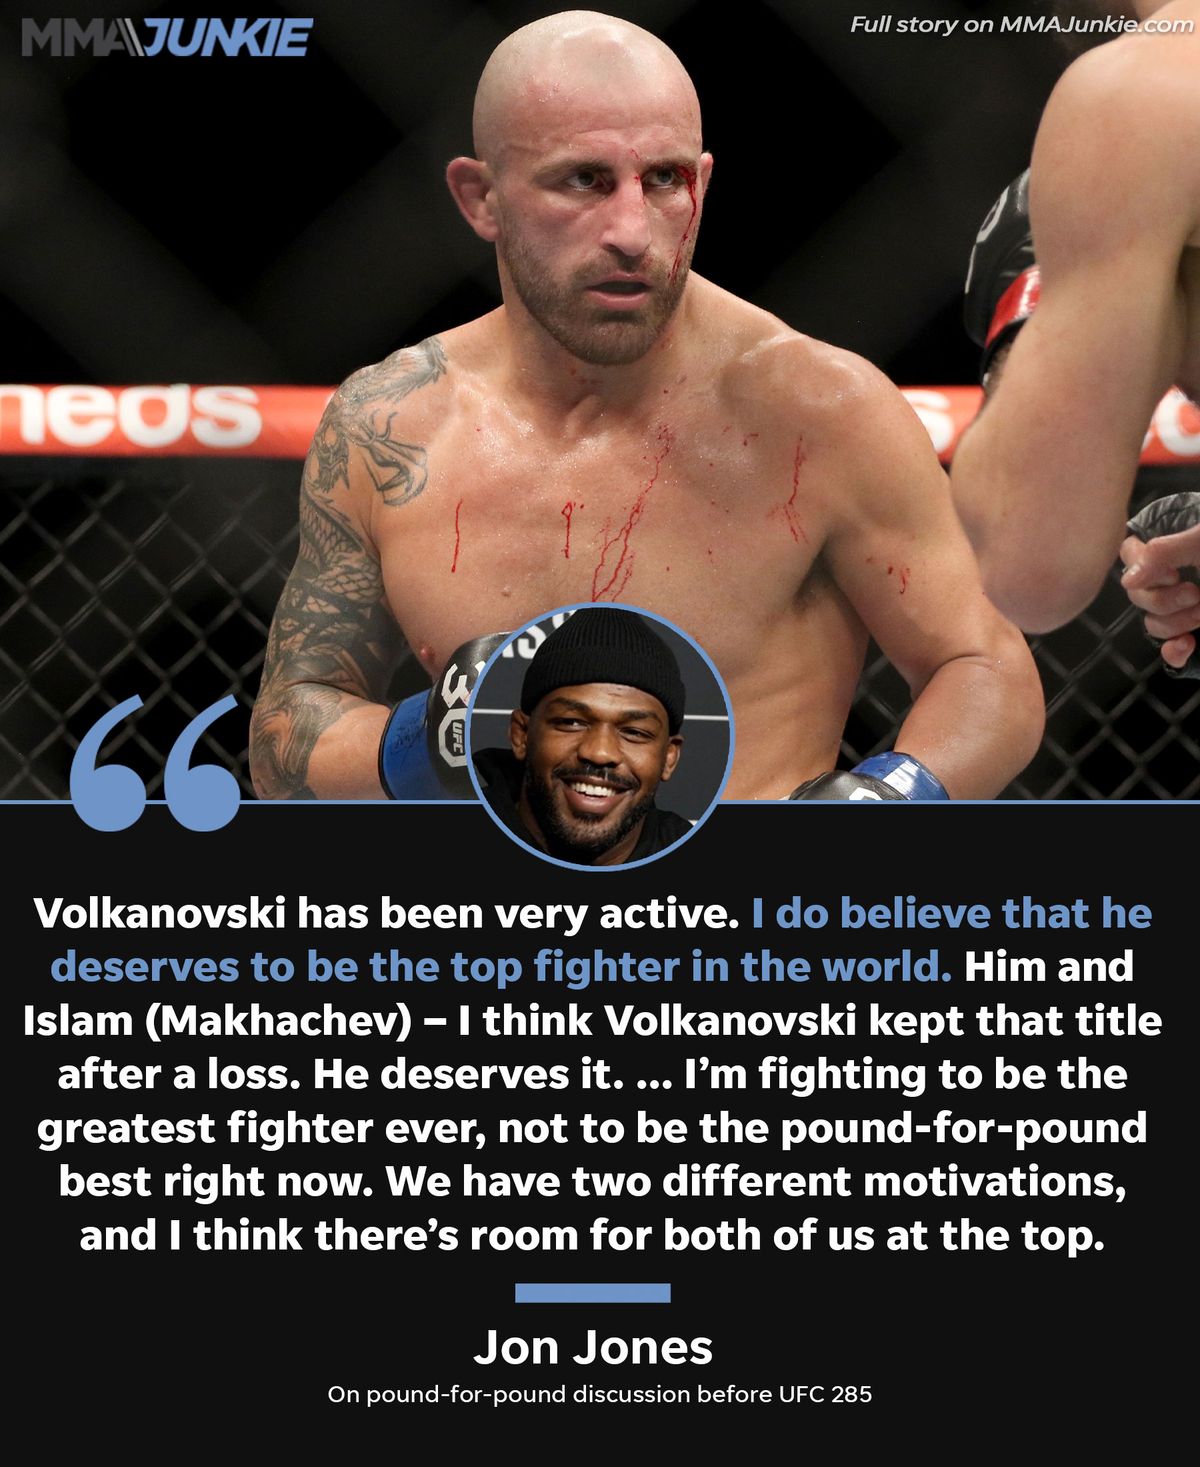 MMA JUNKIE
Full story on MMAJunkie.com
neds
30
UFC
“
Volkanovski has been very active. I do believe that he
deserves to be the top fighter in the world. Him and
Islam (Makhachev) – I think Volkanovski kept that title
after a loss. He deserves it. ... I’m fighting to be the
greatest fighter ever, not to be the pound-for-pound
best right now. We have two different motivations,
and I think there’s room for both of us at the top.
Jon Jones
On pound-for-pound discussion before UFC 285